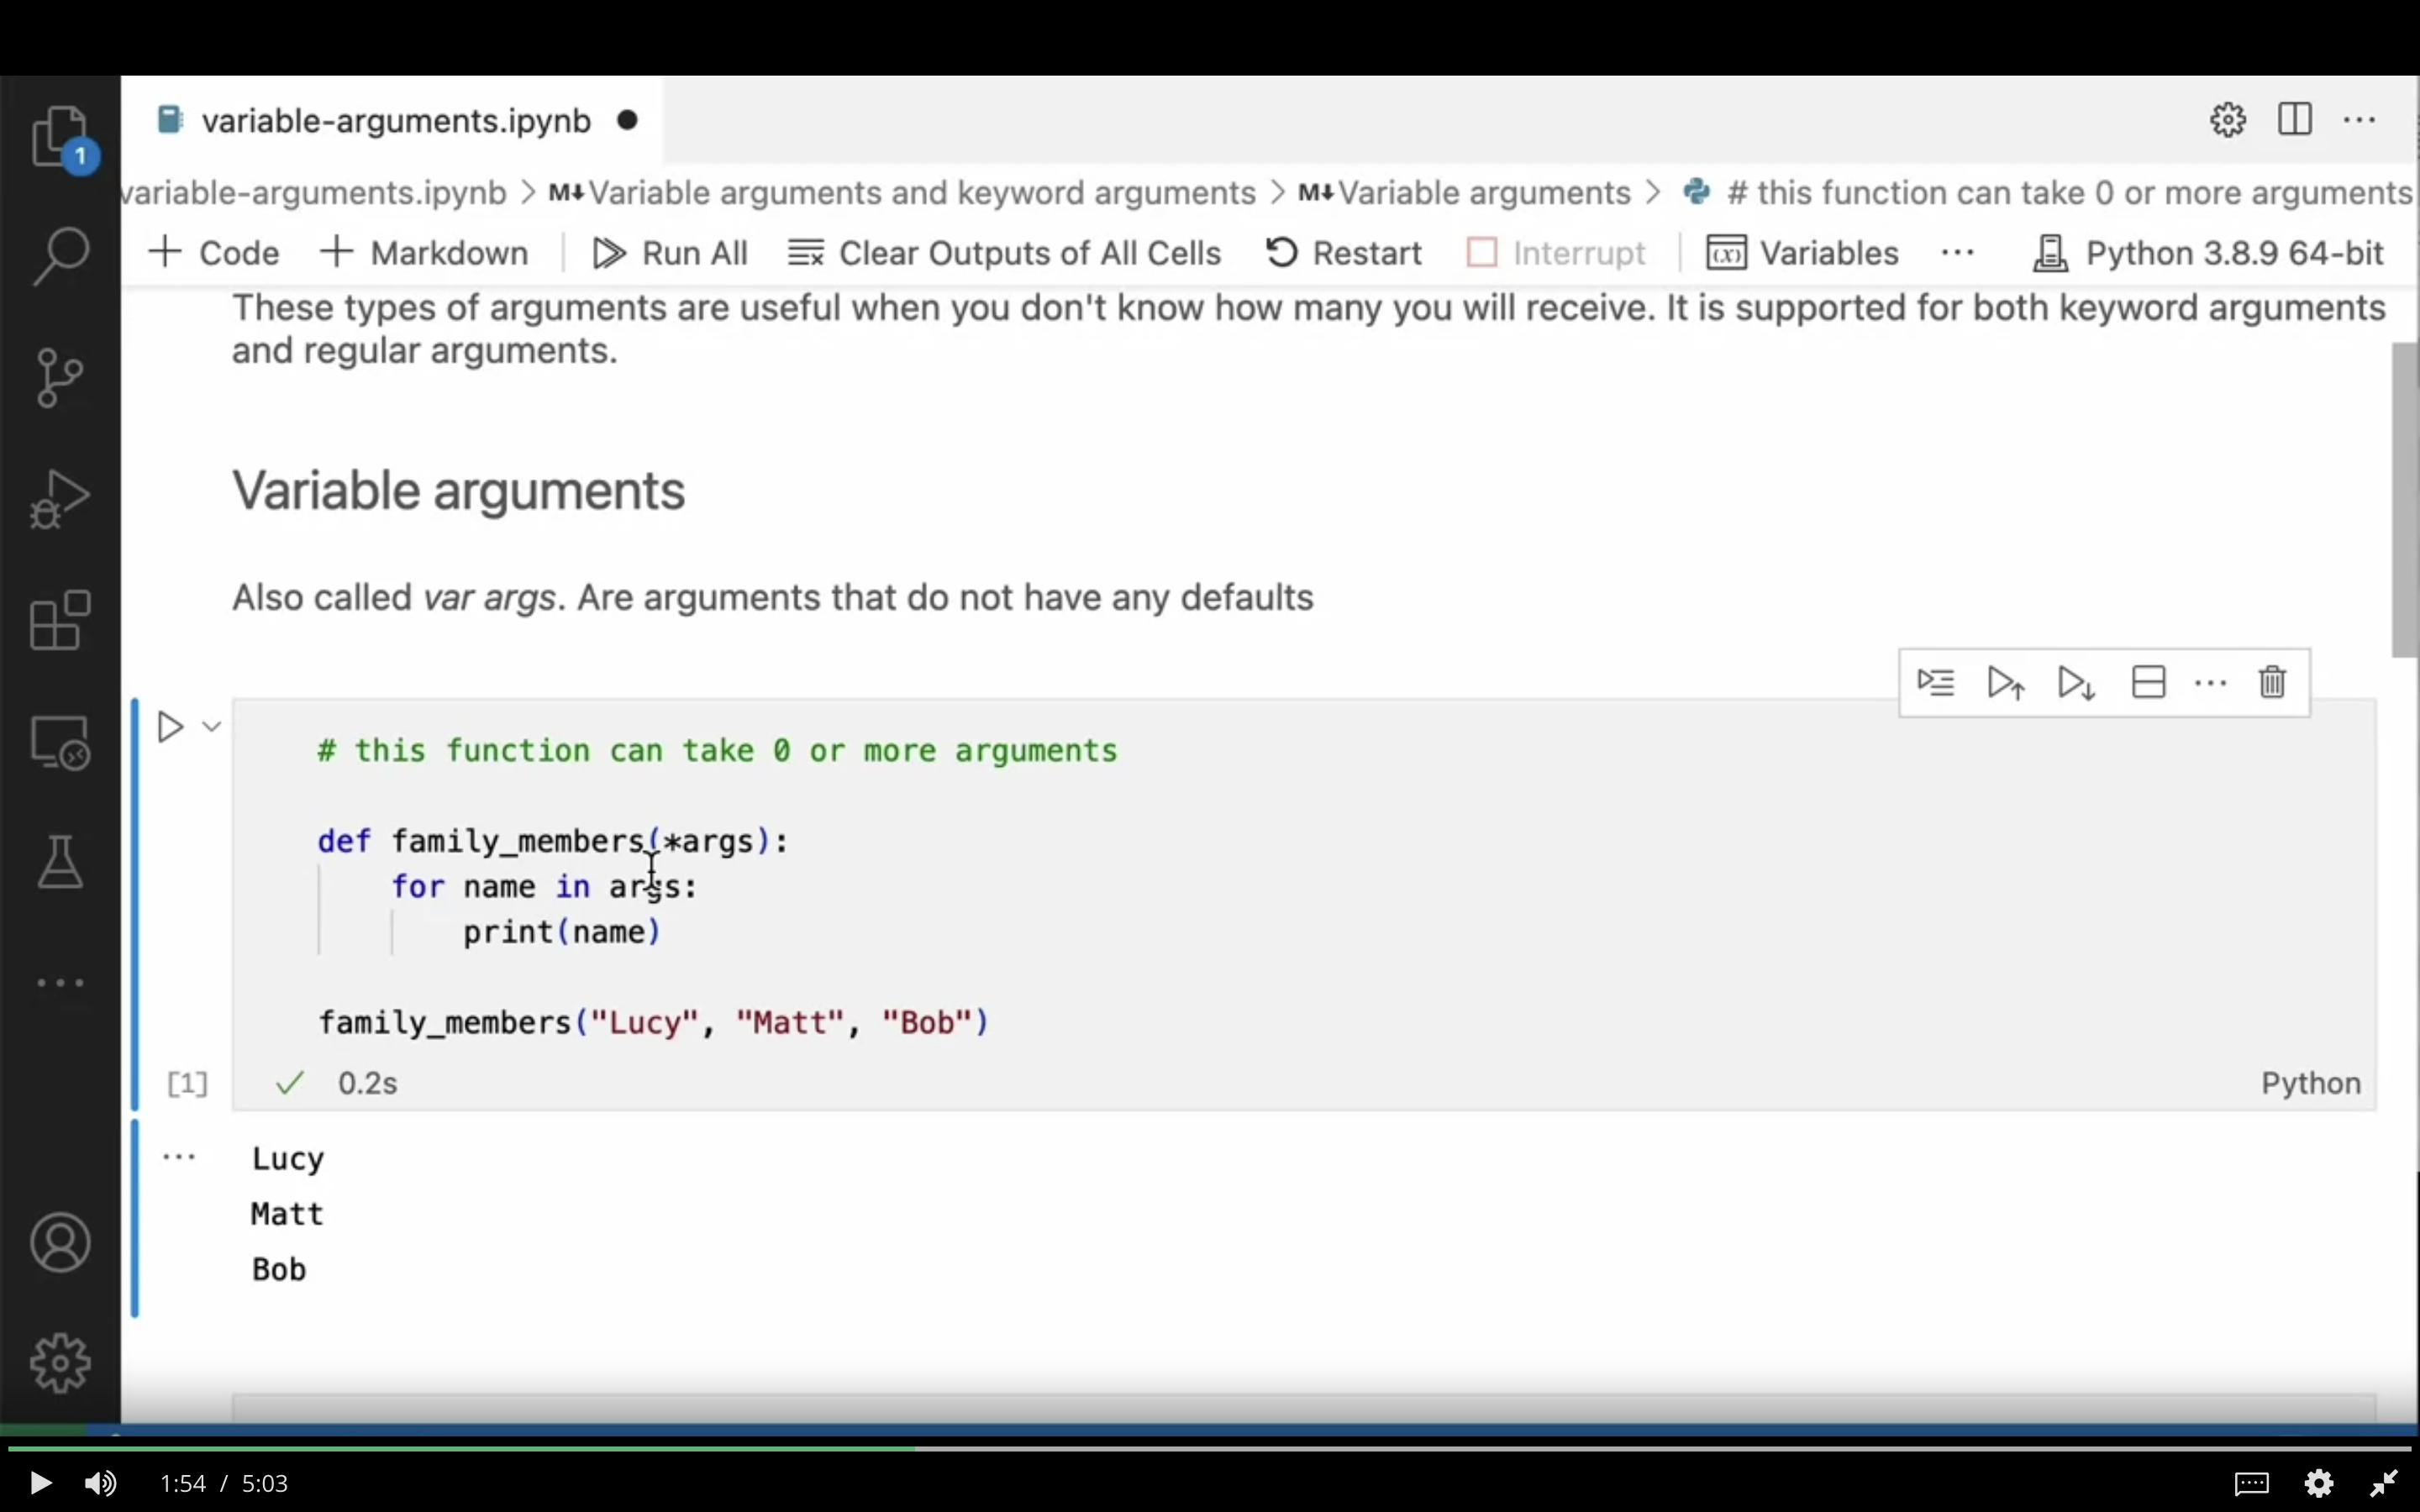 variable-arguments.ipynb
1
variable-arguments.ipynb > M↓ Variable arguments and keyword arguments > M↓ Variable arguments > # this function can take 0 or more arguments
+ Code + Markdown Run All Clear Outputs of All Cells Restart Interrupt (x) Variables ... Python 3.8.9 64-bit
These types of arguments are useful when you don't know how many you will receive. It is supported for both keyword arguments
and regular arguments.
Variable arguments
Also called var args. Are arguments that do not have any defaults
# this function can take 0 or more arguments
def family_members(*args):
for name in args:
print(name)
family_members("Lucy", "Matt", "Bob")
[1] ✓ 0.2s Python
Lucy
Matt
Bob
1:54 / 5:03